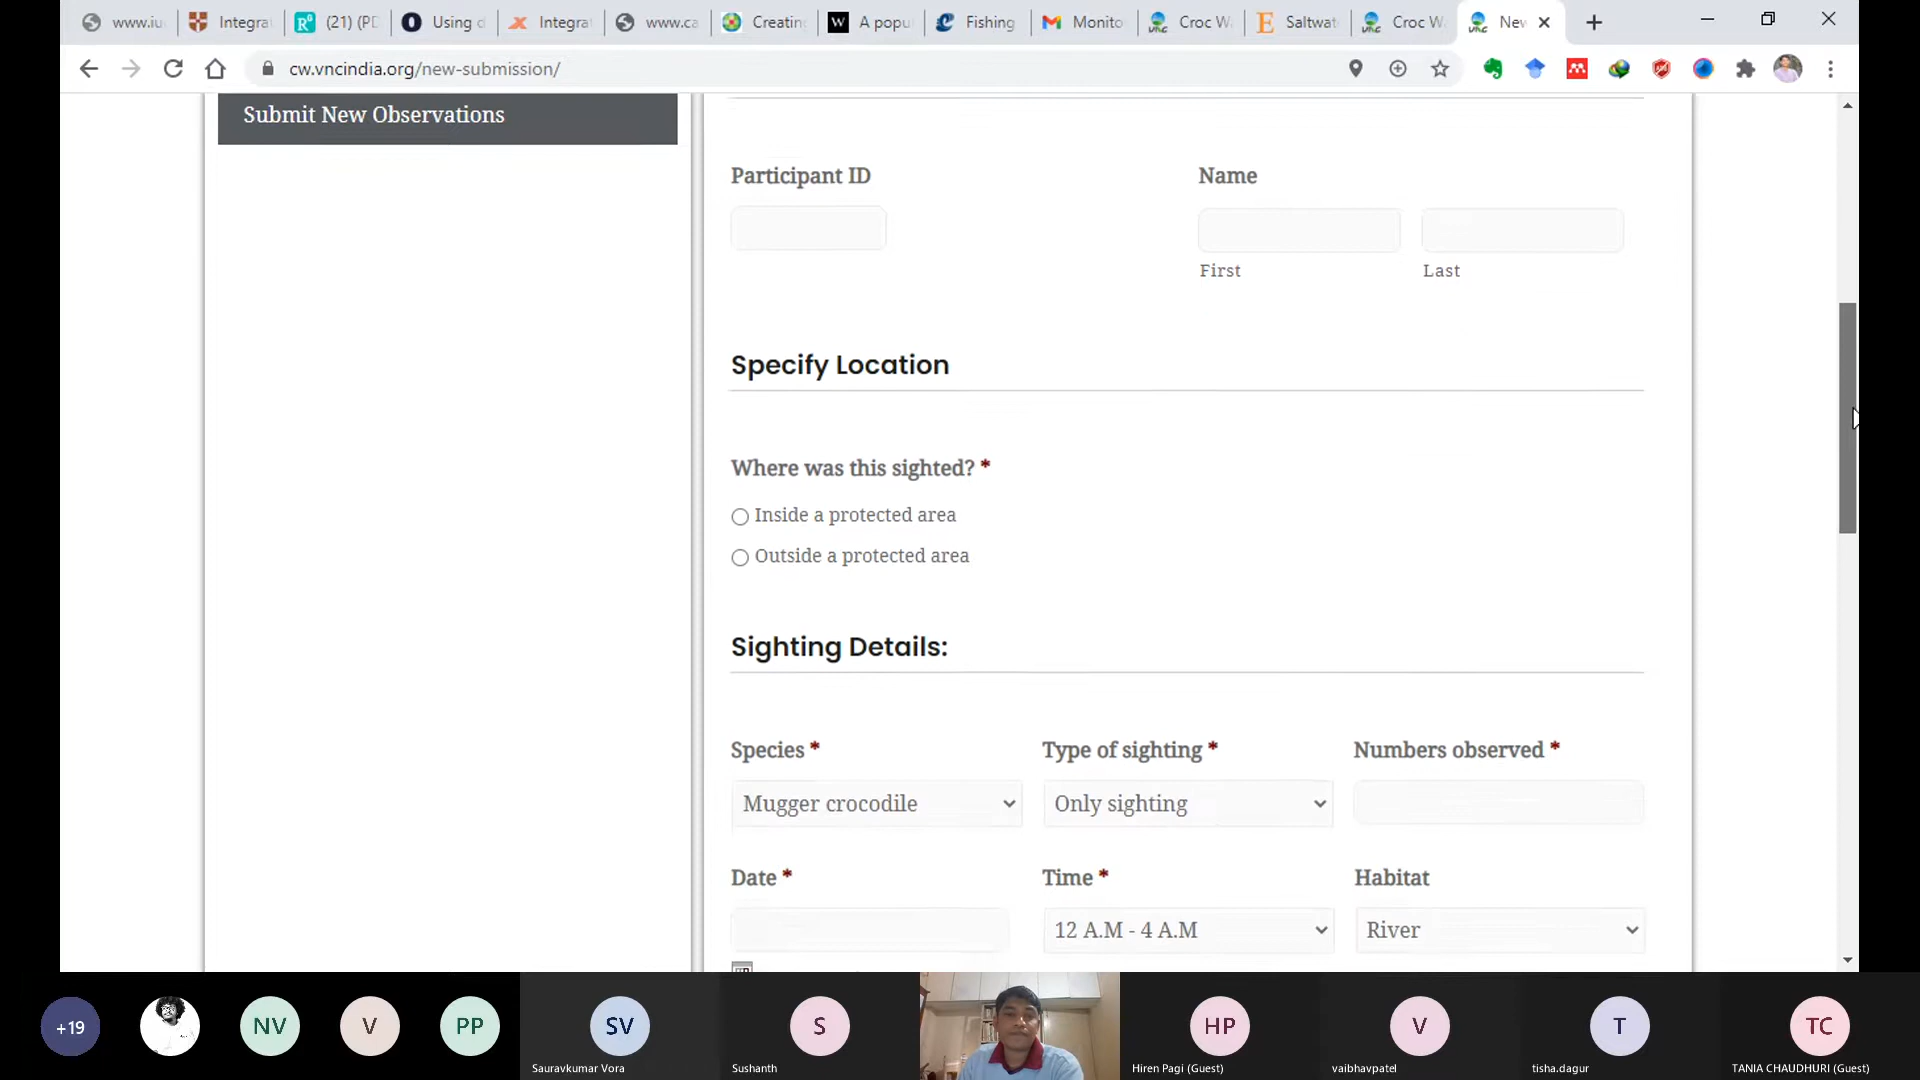 www.iu
Integra
(21) (PD
Using d
Integra
www.ca
Creatin
A popu
Fishing
Monito
Croc W
Saltwat
Croc W
New
cw.vncindia.org/new-submission/
Submit New Observations
Participant ID
Name
First
Last
Specify Location
Where was this sighted? *
Inside a protected area
Outside a protected area
Sighting Details:
Species *
Type of sighting *
Numbers observed *
Mugger crocodile
Only sighting
Date *
Time *
Habitat
12 A.M - 4 A.M
River
+19
NV
V
PP
SV
S
HP
V
T
TC
Sauravkumar Vora
Sushanth
Hiren Pagi (Guest)
vaibhavpatel
tisha.dagur
TANIA CHAUDHURI (Guest)